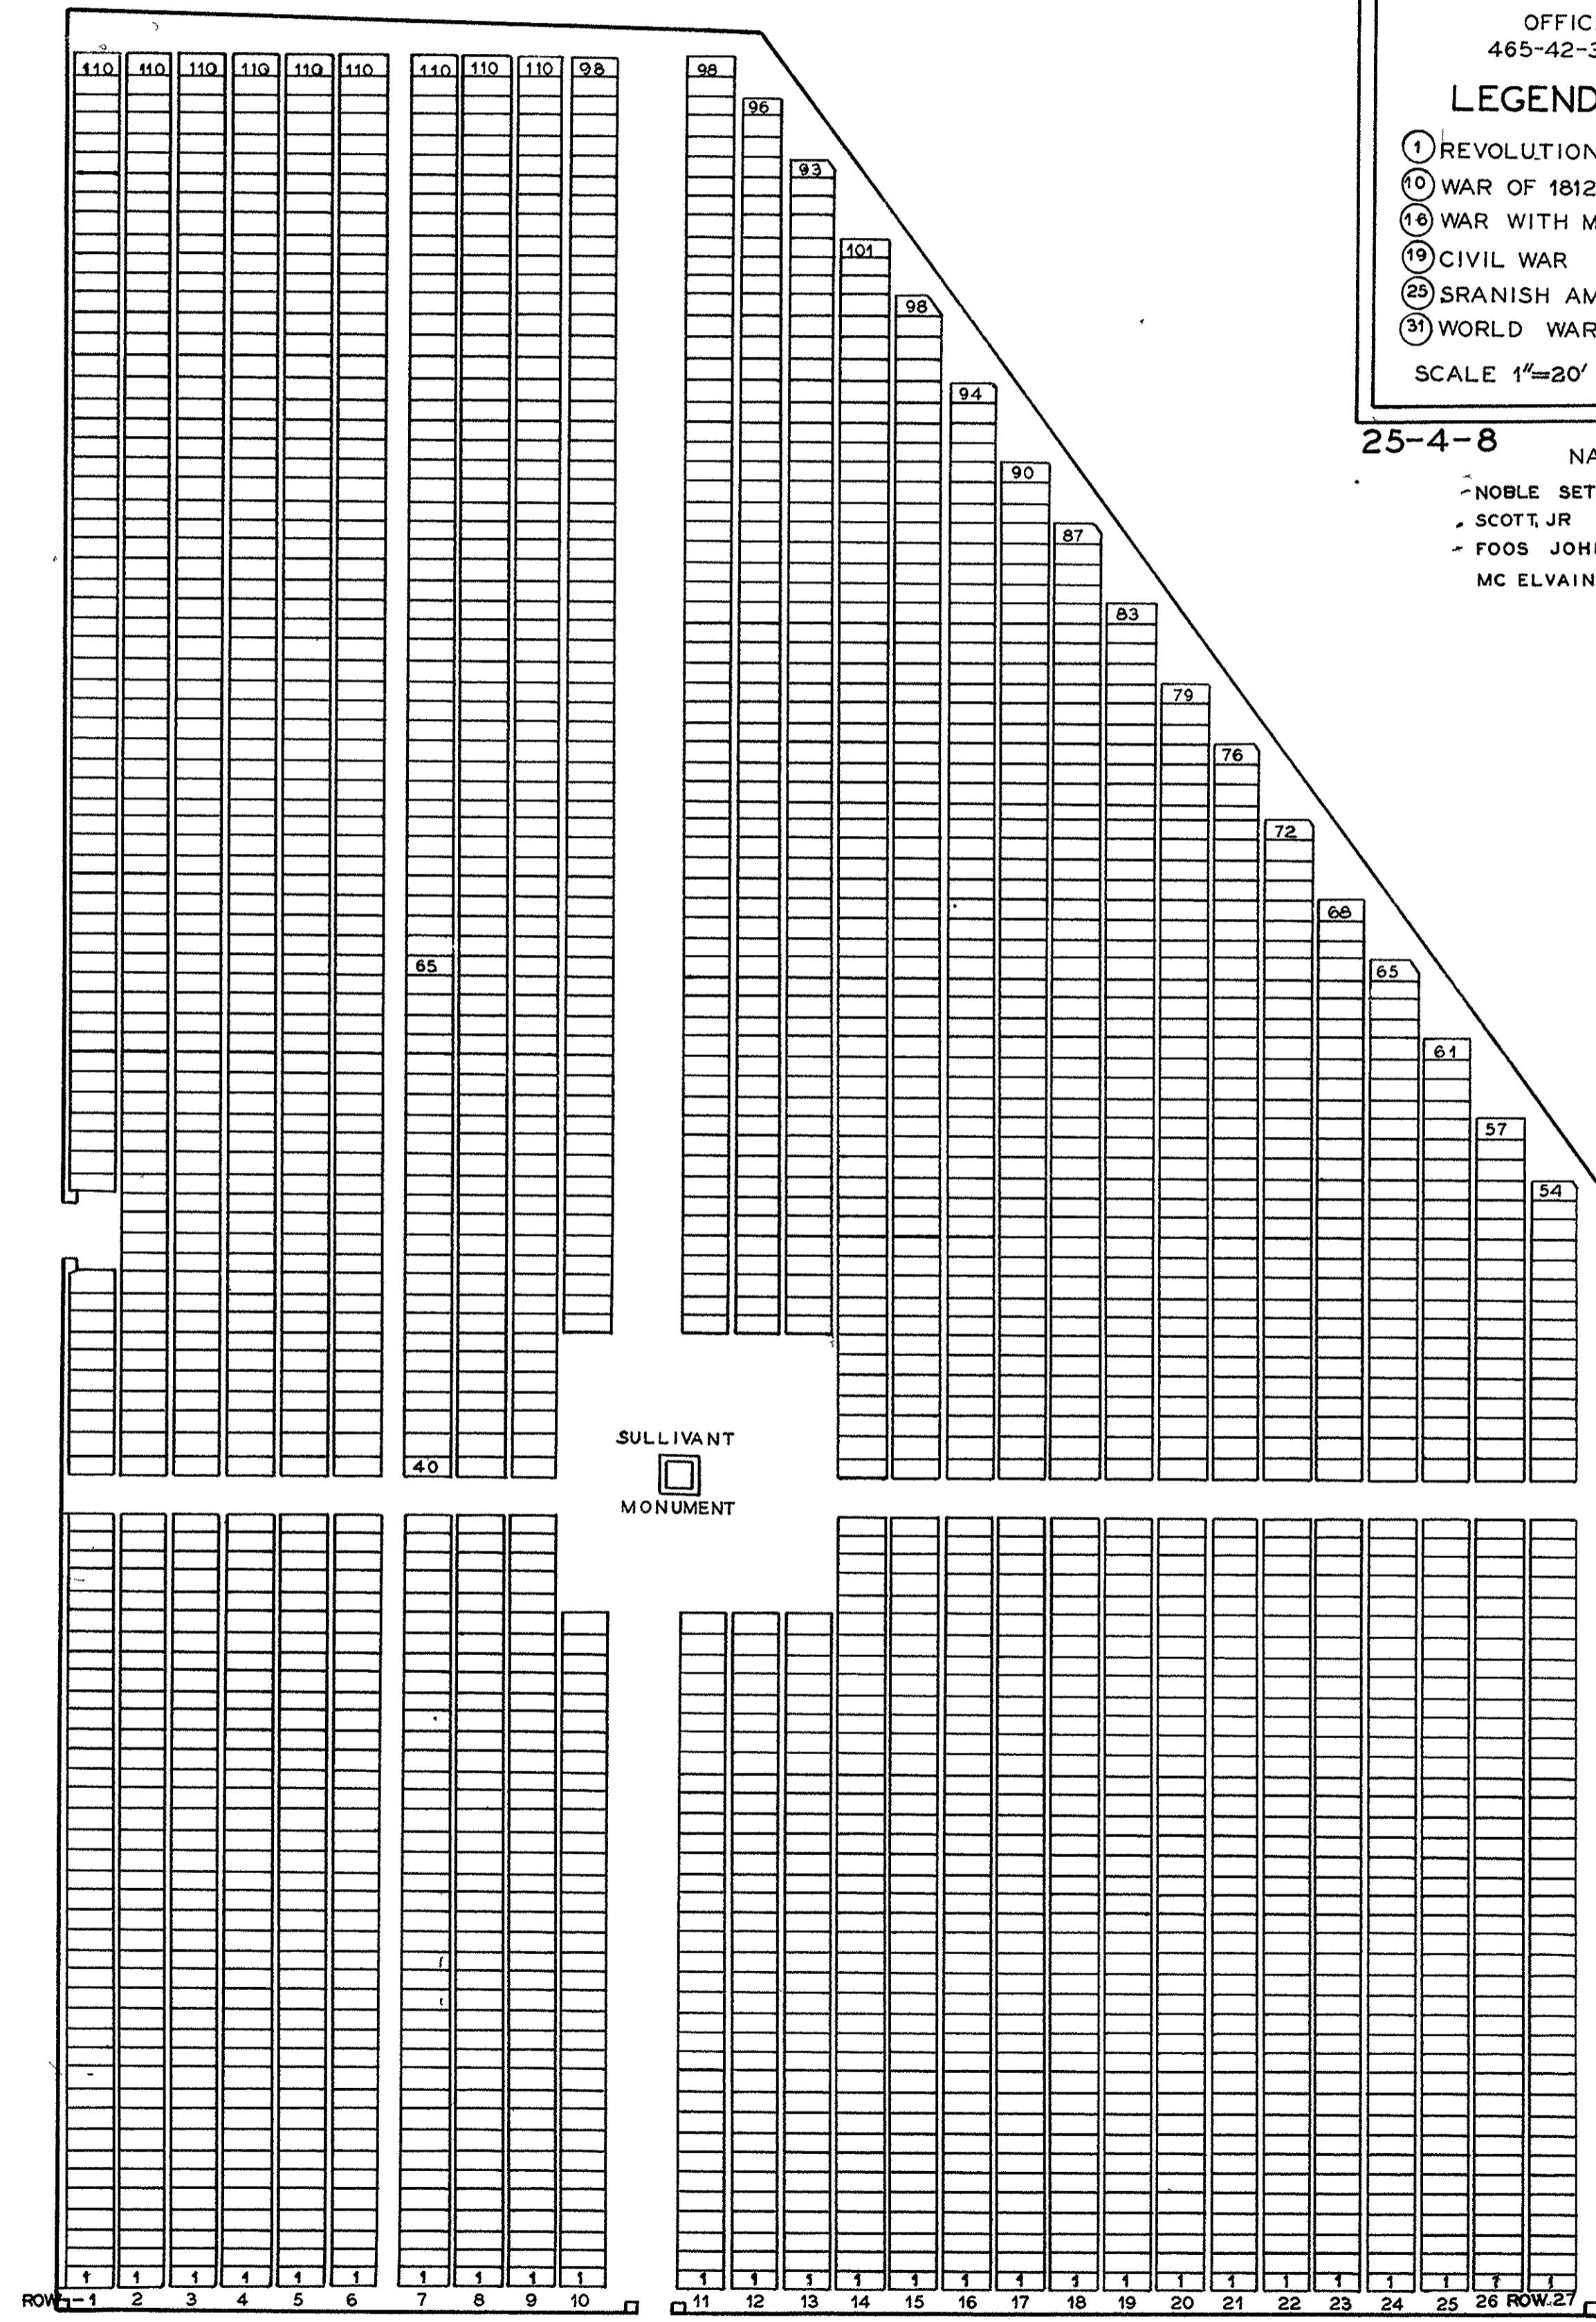 OFFIC
465-42-3
LEGEND
1 REVOLUTION
10 WAR OF 1812
16 WAR WITH M
19 CIVIL WAR
25 SRANISH AM
31 WORLD WAR
SCALE 1"=20'
25-4-8
NA
NOBLE SET
SCOTT, JR
FOOS JOH
MC ELVAIN
110 110 110 110 110 110 110 110 110 98 98
96
93
101
98
94
90
87
83
79
76
72
68
65
65
61
57
54
40
SULLIVANT
MONUMENT
1 1 1 1 1 1 1 1 1 1 1 1 1 1 1 1 1 1 1 1 1 1 1 1 1 1 1
ROW-1 2 3 4 5 6 7 8 9 10 11 12 13 14 15 16 17 18 19 20 21 22 23 24 25 26 ROW.27